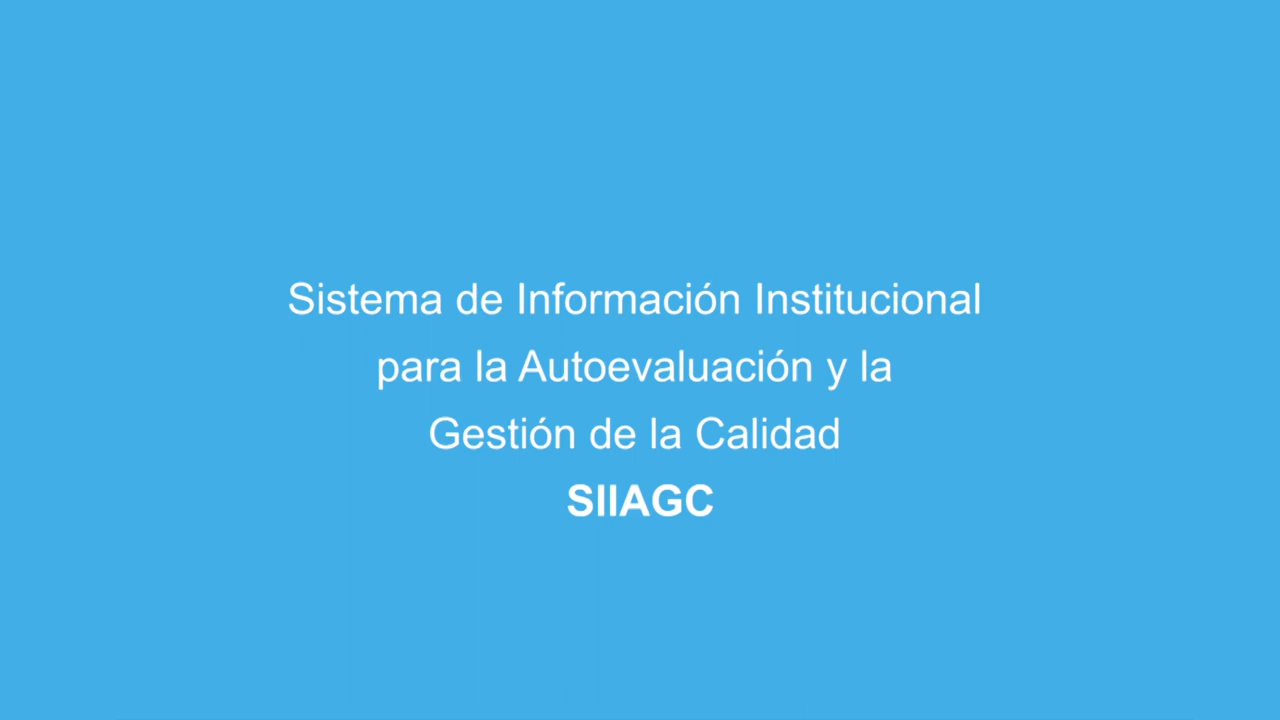 Sistema de Información Institucional
para la Autoevaluación y la
Gestión de la Calidad
SIIAGC